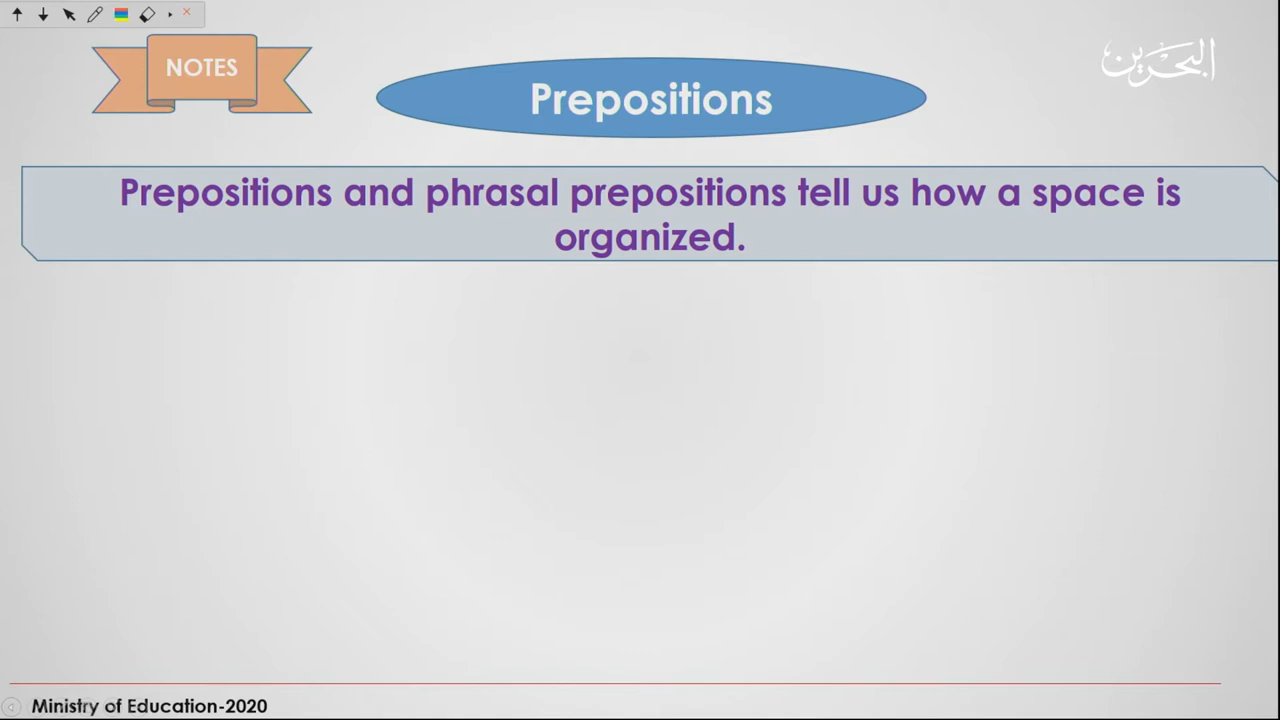 NOTES
Prepositions
البحرين
Prepositions and phrasal prepositions tell us how a space is
organized.
Ministry of Education-2020